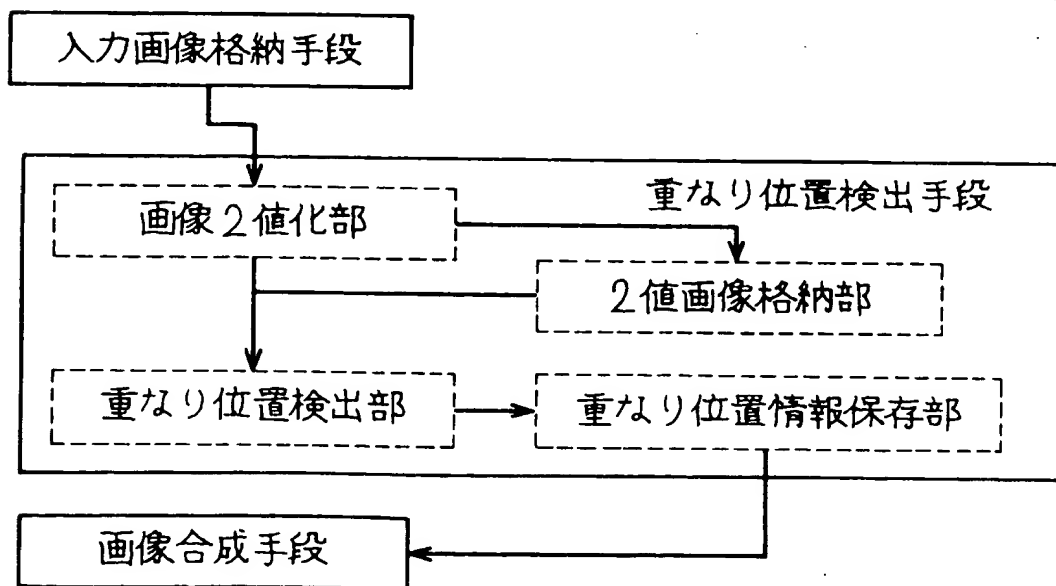 入力画像格納手段
重なり位置検出手段
画像２値化部
２値画像格納部
重なり位置検出部
重なり位置情報保存部
画像合成手段